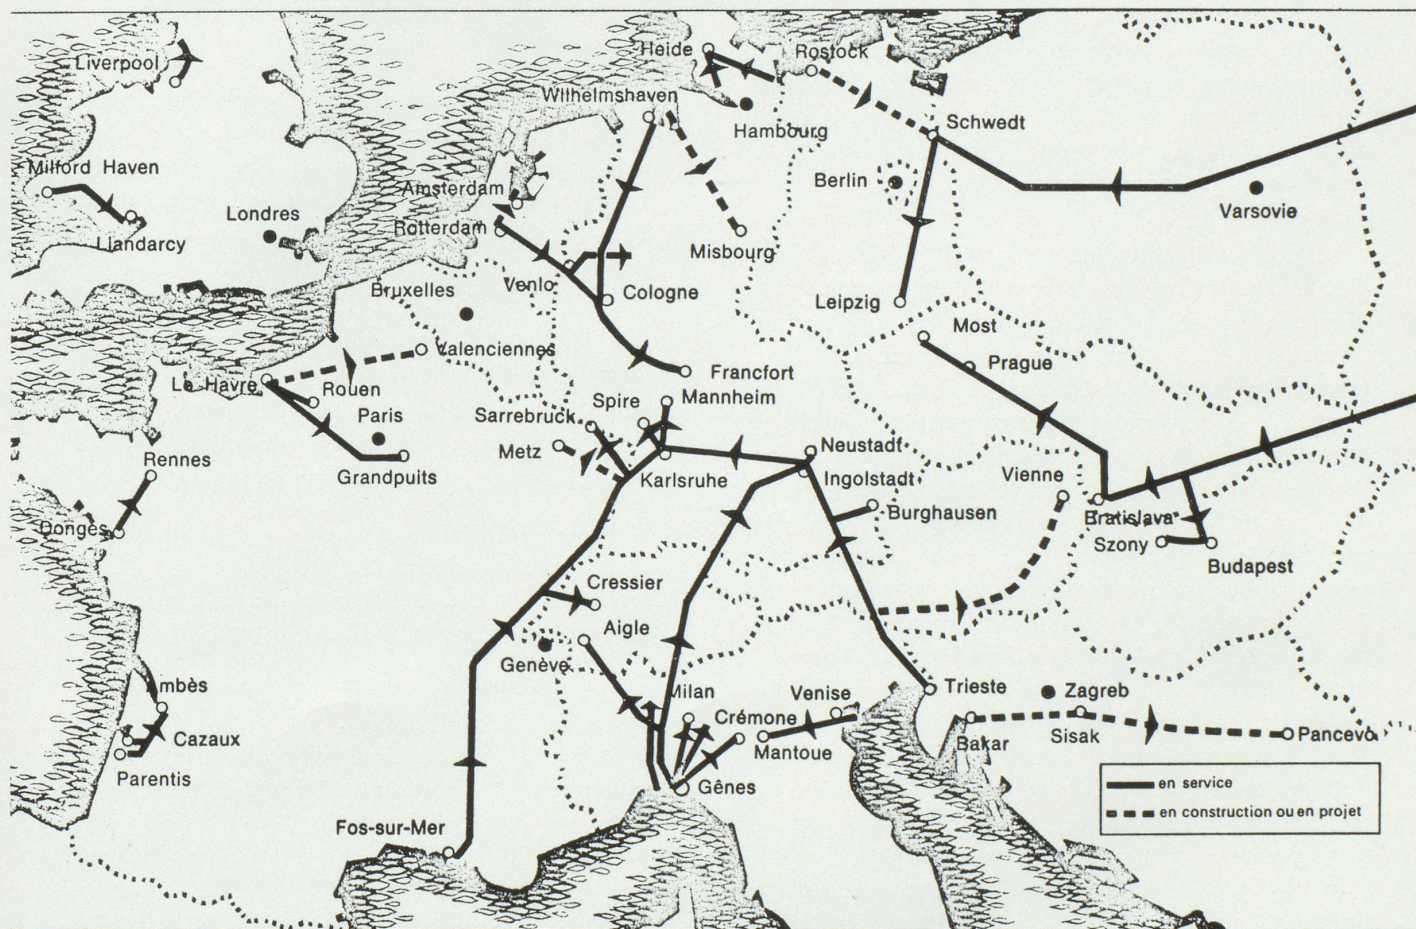 Heide
Rostock
Liverpool
Wilhelmshaven
Hambourg
Schwedt
Milford Haven
Amsterdam
Berlin
Varsovie
Londres
Rotterdam
Llandarcy
Misbourg
Bruxelles
Venlo
Cologne
Leipzig
Most
Valenciennes
Prague
Le Havre
Rouen
Francfort
Paris
Sarrebruck
Spire
Mannheim
Metz
Neustadt
Rennes
Grandpuits
Karlsruhe
Ingolstadt
Vienne
Donges
Burghausen
Bratislava
Szony
Budapest
Cressier
Aigle
Genève
Ambès
Milan
Venise
Trieste
Zagreb
Crémone
Cazaux
Mantoue
Bakar
Sisak
Pancevo
Parentis
Gênes
en service
en construction ou en projet
Fos-sur-Mer